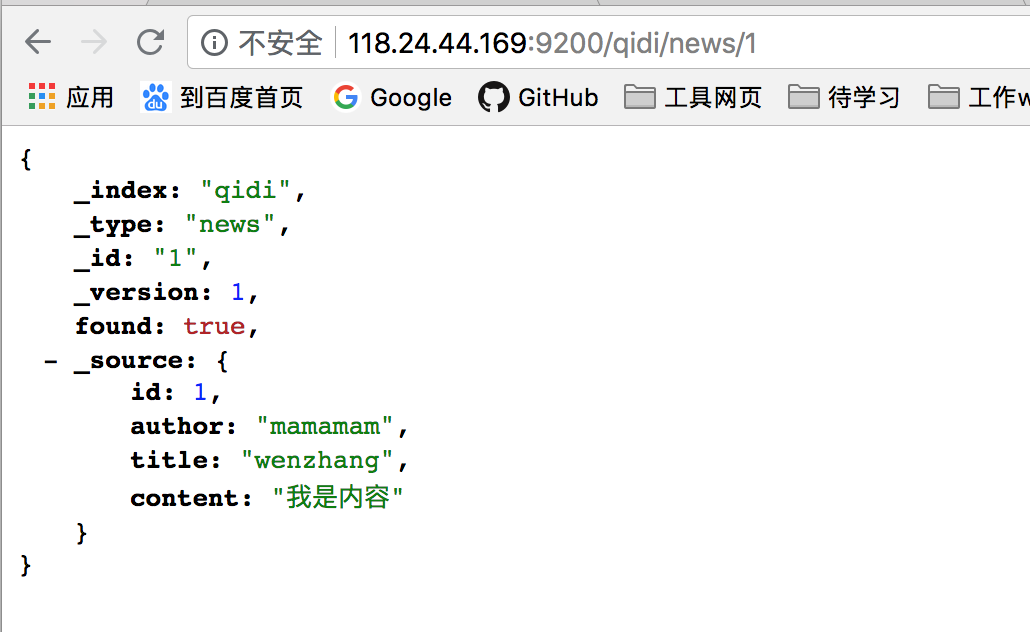 不安全 118.24.44.169:9200/qidi/news/1
应用 到百度首页 Google GitHub 工具网页 待学习 工作w
{
_index: "qidi",
_type: "news",
_id: "1",
_version: 1,
found: true,
- _source: {
id: 1,
author: "mamamam",
title: "wenzhang",
content: "我是内容"
}
}